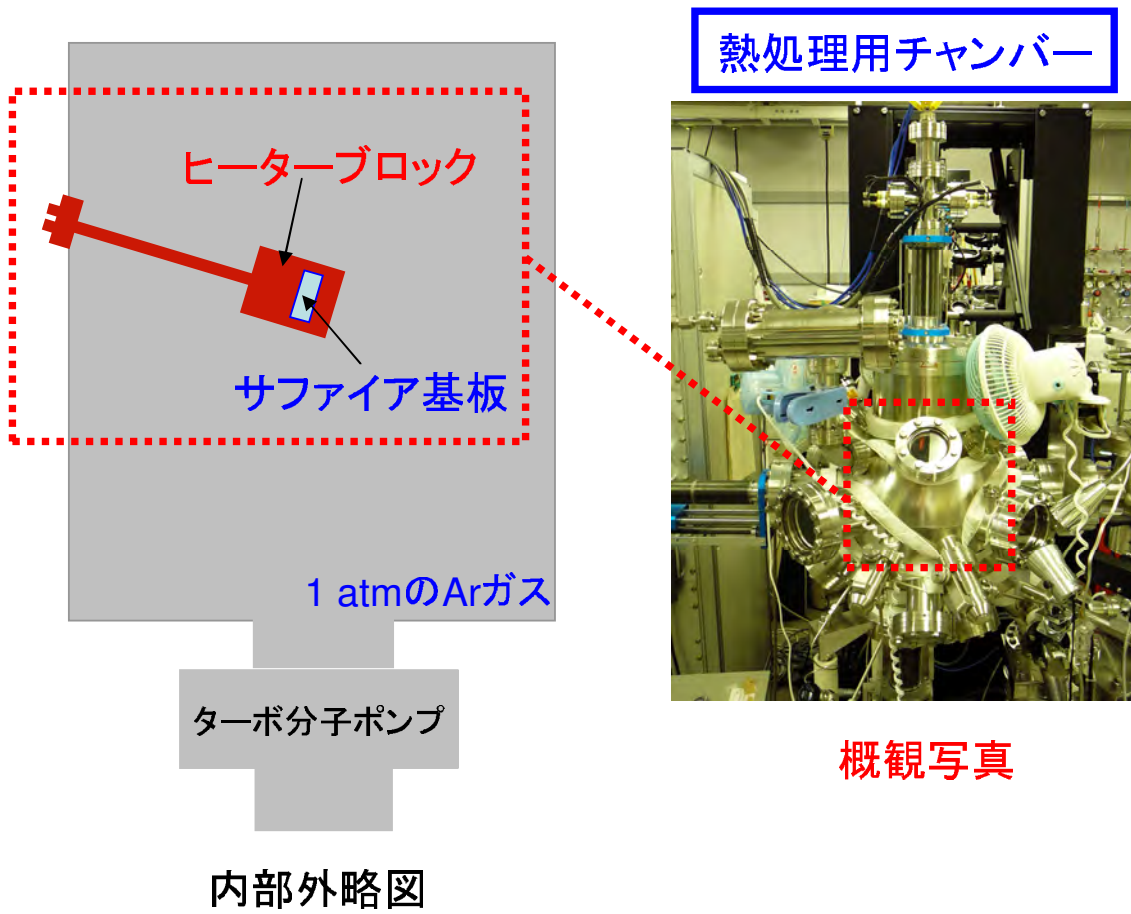 熱処理用チャンバー
ヒーターブロック
サファイア基板
1 atmのArガス
ターボ分子ポンプ
概観写真
内部外略図